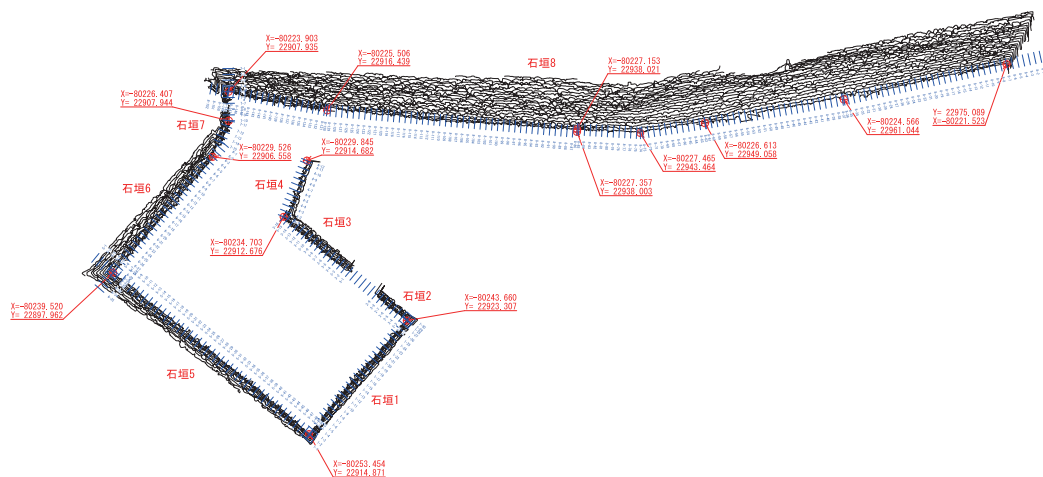 X=-80223.903
Y= 22907.935
X=-80225.506
Y= 22916.439
石垣8
X=-80227.153
Y= 22938.021
X=-80226.407
Y= 22907.944
石垣7
X=-80229.526
Y= 22906.558
X=-80229.845
Y= 22914.682
Y= 22975.089
X=-80221.523
X=-80224.566
Y= 22961.044
X=-80226.613
Y= 22949.058
X=-80227.465
Y= 22943.464
X=-80227.357
Y= 22938.003
石垣6
石垣4
石垣3
X=-80234.703
Y= 22912.676
石垣2
X=-80243.660
Y= 22923.307
X=-80239.520
Y= 22897.962
石垣5
石垣1
X=-80253.454
Y= 22914.871